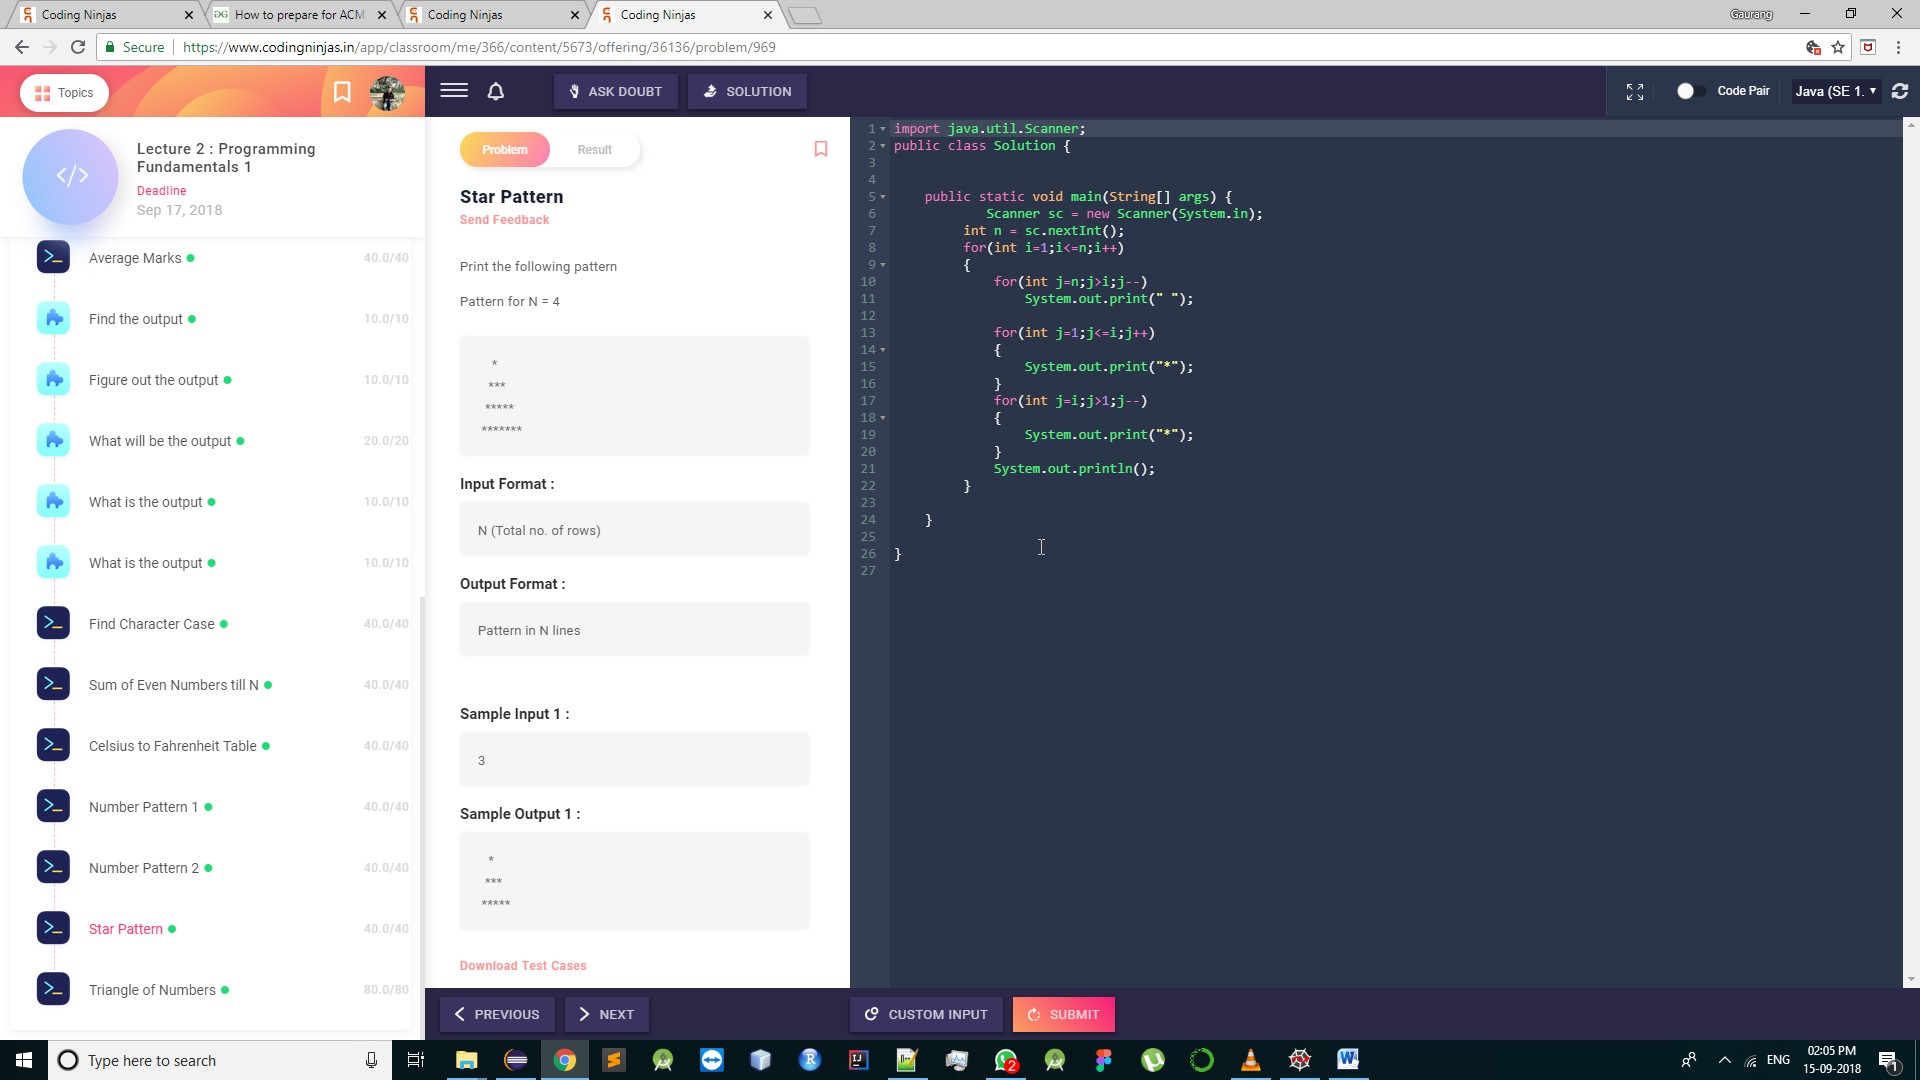 Coding Ninjas
How to prepare for ACM
Coding Ninjas
Coding Ninjas
Gaurang
Secure
https://www.codingninjas.in/app/classroom/me/366/content/5673/offering/36136/problem/969
Topics
ASK DOUBT
SOLUTION
Code Pair
Java (SE 1.
Lecture 2 : Programming
Fundamentals 1
Deadline
Sep 17, 2018
Average Marks 40.0/40
Find the output 10.0/10
Figure out the output 10.0/10
What will be the output 20.0/20
What is the output 10.0/10
What is the output 10.0/10
Find Character Case 40.0/40
Sum of Even Numbers till N 40.0/40
Celsius to Fahrenheit Table 40.0/40
Number Pattern 1 40.0/40
Number Pattern 2 40.0/40
Star Pattern 40.0/40
Triangle of Numbers 80.0/80
Problem
Result
Star Pattern
Send Feedback
Print the following pattern
Pattern for N = 4
*
***
*****
*******
Input Format :
N (Total no. of rows)
Output Format :
Pattern in N lines
Sample Input 1 :
3
Sample Output 1 :
*
***
*****
Download Test Cases
1 import java.util.Scanner;
2 public class Solution {
3
4
5 public static void main(String[] args) {
6 Scanner sc = new Scanner(System.in);
7 int n = sc.nextInt();
8 for(int i=1;i<=n;i++)
9 {
10 for(int j=n;j>i;j--)
11 System.out.print(" ");
12
13 for(int j=1;j<=i;j++)
14 {
15 System.out.print("*");
16 }
17 for(int j=i;j>1;j--)
18 {
19 System.out.print("*");
20 }
21 System.out.println();
22 }
23
24 }
25
26 }
27
PREVIOUS
NEXT
CUSTOM INPUT
SUBMIT
Type here to search
2
ENG
02:05 PM
15-09-2018
1